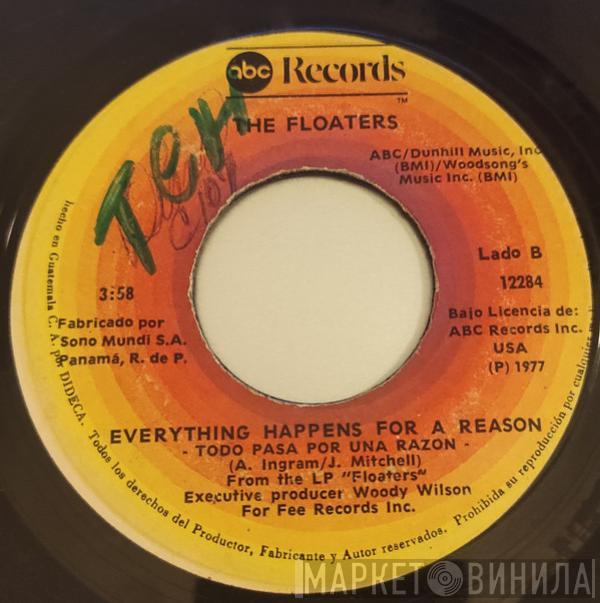 abc Records
™
THE FLOATERS
TCH
ABC/Dunhill Music, Inc
(BMI)/Woodsong's
Music Inc. (BMI)
Lado B
12284
3:58
Fabricado por
Sono Mundi S.A.
Panamá, R. de P.
Bajo Licencia de:
ABC Records Inc.
USA
(P) 1977
EVERYTHING HAPPENS FOR A REASON
- TODO PASA POR UNA RAZON -
(A. Ingram/J. Mitchell)
From the LP "Floaters"
Executive producer Woody Wilson
For Fee Records Inc.
hecho en Guatemala C. A. por DIDECA. Todos los derechos del Productor, Fabricante y Autor reservados. Prohibida su reproducción por cualquier
МАРКЕТ ВИНИЛА